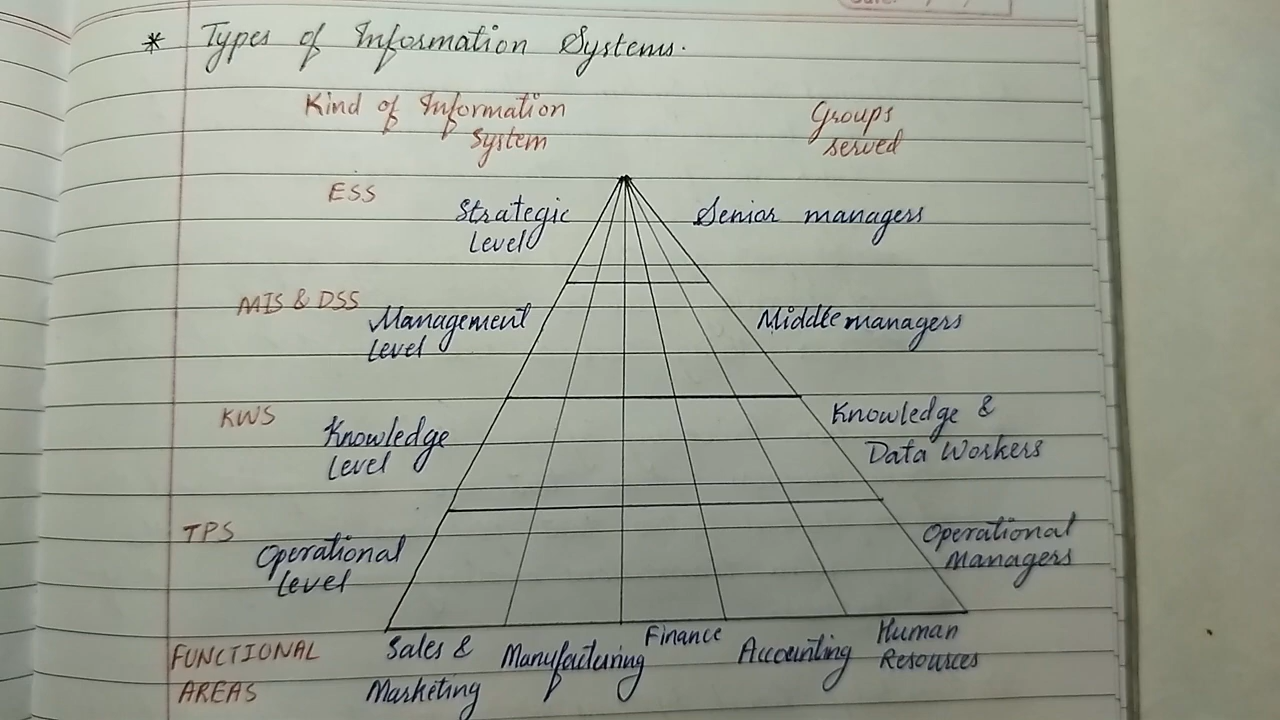 * Types of Information Systems.
Kind of Information
System
Groups
served
ESS
Strategic
Level
Senior managers
MIS & DSS
Management
Level
Middle managers
KWS
Knowledge
Level
Knowledge &
Data Workers
TPS
Operational
Level
Operational
Managers
FUNCTIONAL
AREAS
Sales &
Marketing
Manufacturing
Finance
Accounting
Human
Resources